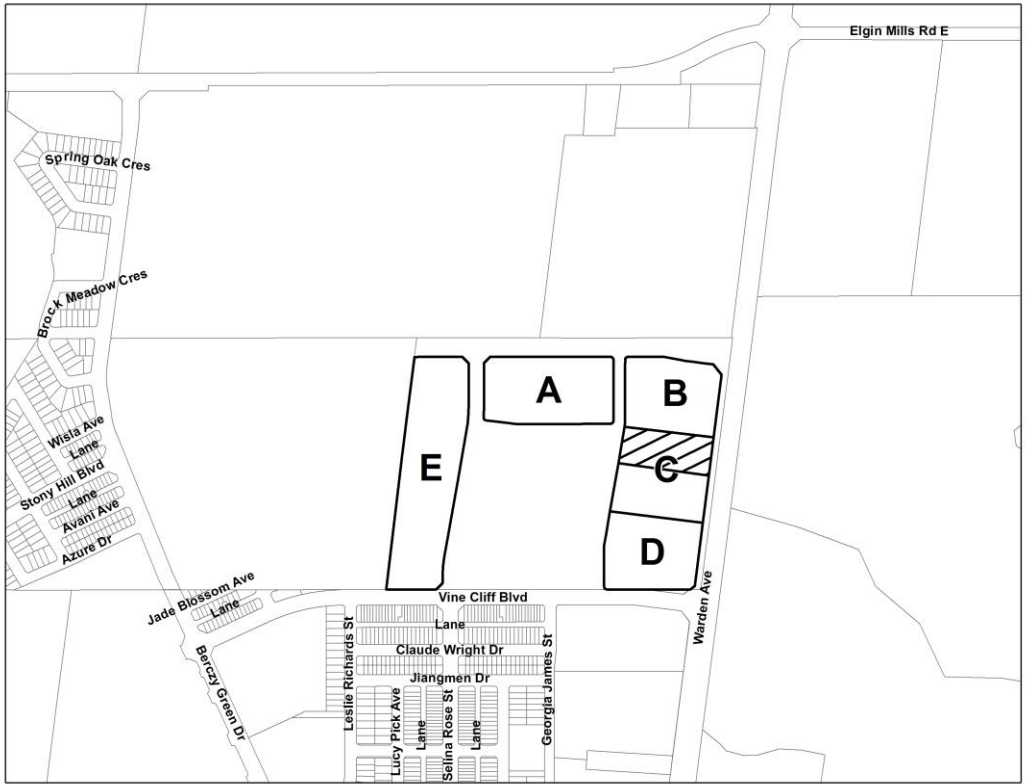 Elgin Mills Rd E
Spring Oak Cres
Brock Meadow Cres
A
B
C
E
D
Wisla Ave
Lane
Stony Hill Blvd
Lane
Avani Ave
Azure Dr
Jade Blossom Ave
Lane
Vine Cliff Blvd
Lane
Claude Wright Dr
Jiangmen Dr
Warden Ave
Berczy Green Dr
Leslie Richards St
Lucy Pick Ave
Lane
Selina Rose St
Lane
Georgia James St